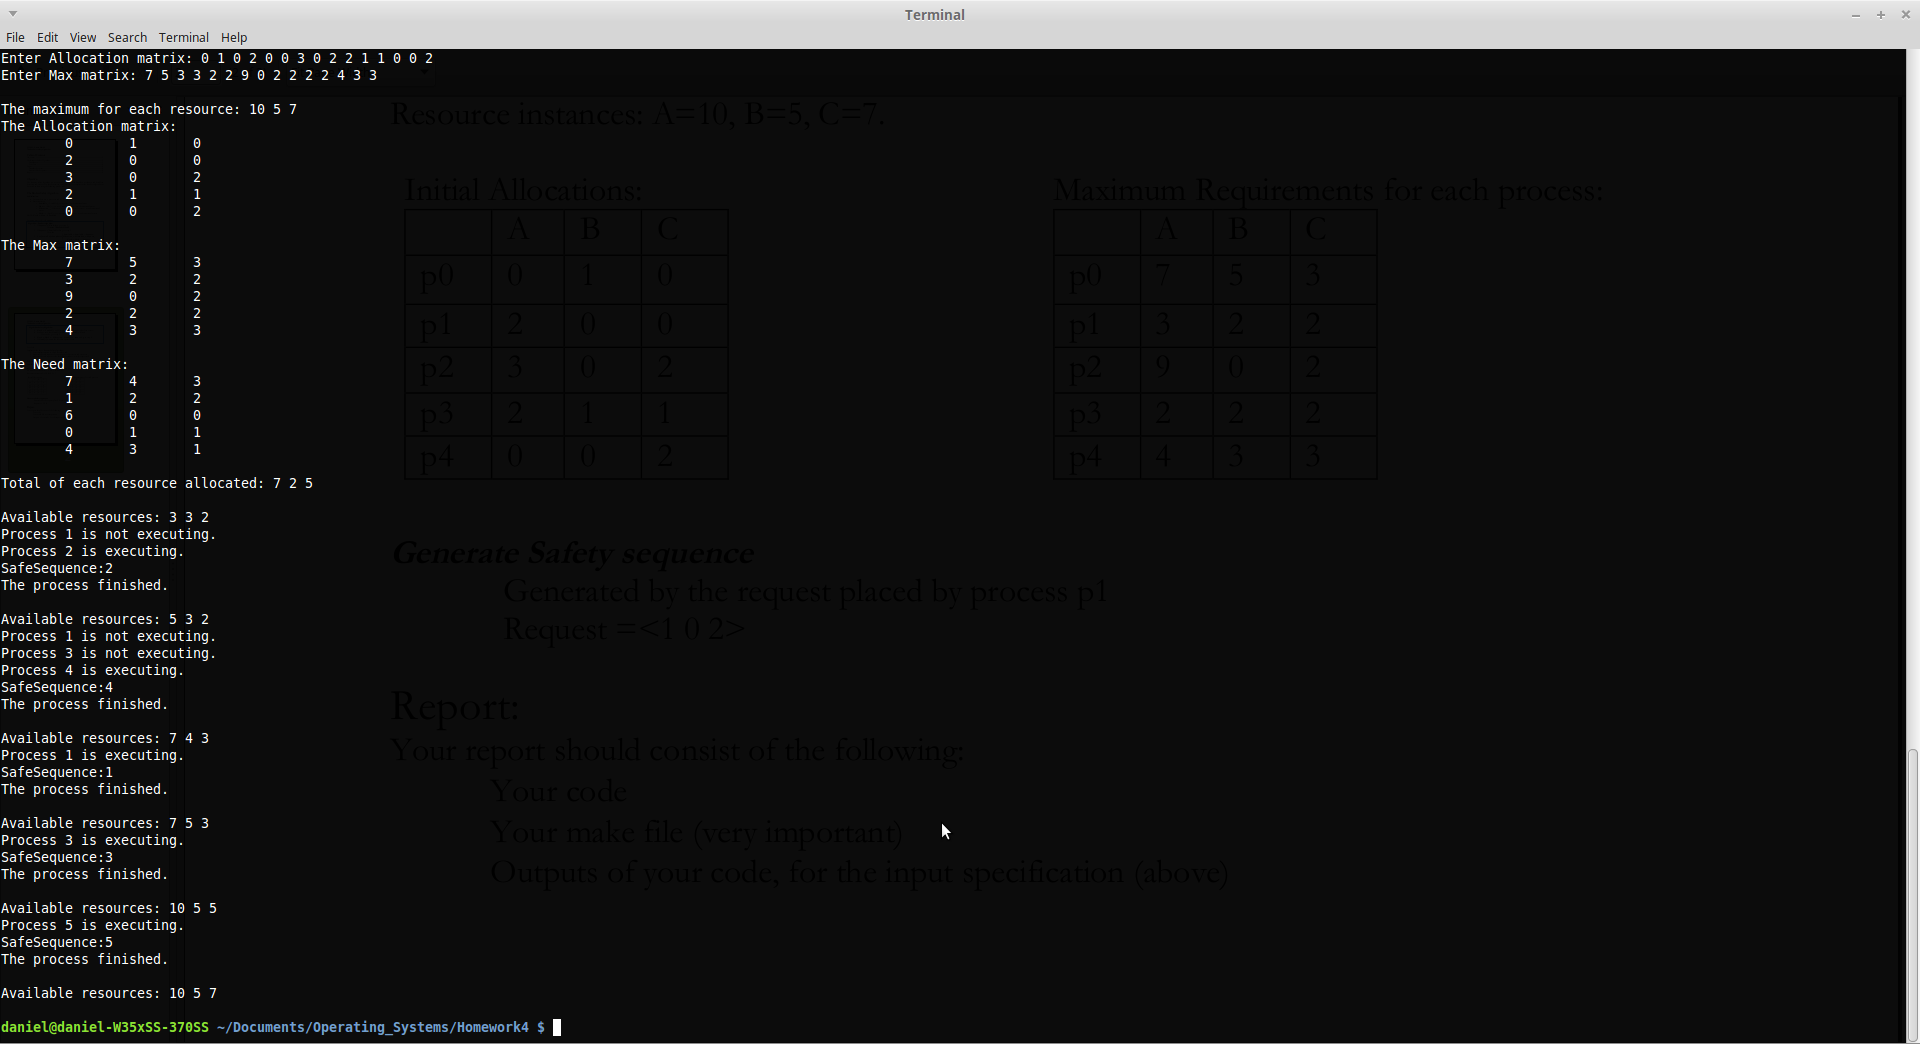 Terminal
File Edit View Search Terminal Help
Enter Allocation matrix: 0 1 0 2 0 0 3 0 2 2 1 1 0 0 2
Enter Max matrix: 7 5 3 3 2 2 9 0 2 2 2 2 4 3 3
The maximum for each resource: 10 5 7
The Allocation matrix:
0 1 0
2 0 0
3 0 2
2 1 1
0 0 2
The Max matrix:
7 5 3
3 2 2
9 0 2
2 2 2
4 3 3
The Need matrix:
7 4 3
1 2 2
6 0 0
0 1 1
4 3 1
Total of each resource allocated: 7 2 5
Available resources: 3 3 2
Process 1 is not executing.
Process 2 is executing.
SafeSequence:2
The process finished.
Available resources: 5 3 2
Process 1 is not executing.
Process 3 is not executing.
Process 4 is executing.
SafeSequence:4
The process finished.
Available resources: 7 4 3
Process 1 is executing.
SafeSequence:1
The process finished.
Available resources: 7 5 3
Process 3 is executing.
SafeSequence:3
The process finished.
Available resources: 10 5 5
Process 5 is executing.
SafeSequence:5
The process finished.
Available resources: 10 5 7
daniel@daniel-W35xSS-370SS ~/Documents/Operating_Systems/Homework4 $
Resource instances: A=10, B=5, C=7.
Initial Allocations:
A B C
p0 0 1 0
p1 2 0 0
p2 3 0 2
p3 2 1 1
p4 0 0 2
Maximum Requirements for each process:
A B C
p0 7 5 3
p1 3 2 2
p2 9 0 2
p3 2 2 2
p4 4 3 3
Generate Safety sequence
Generated by the request placed by process p1
Request =<1 0 2>
Report:
Your report should consist of the following:
Your code
Your make file (very important)
Outputs of your code, for the input specification (above)